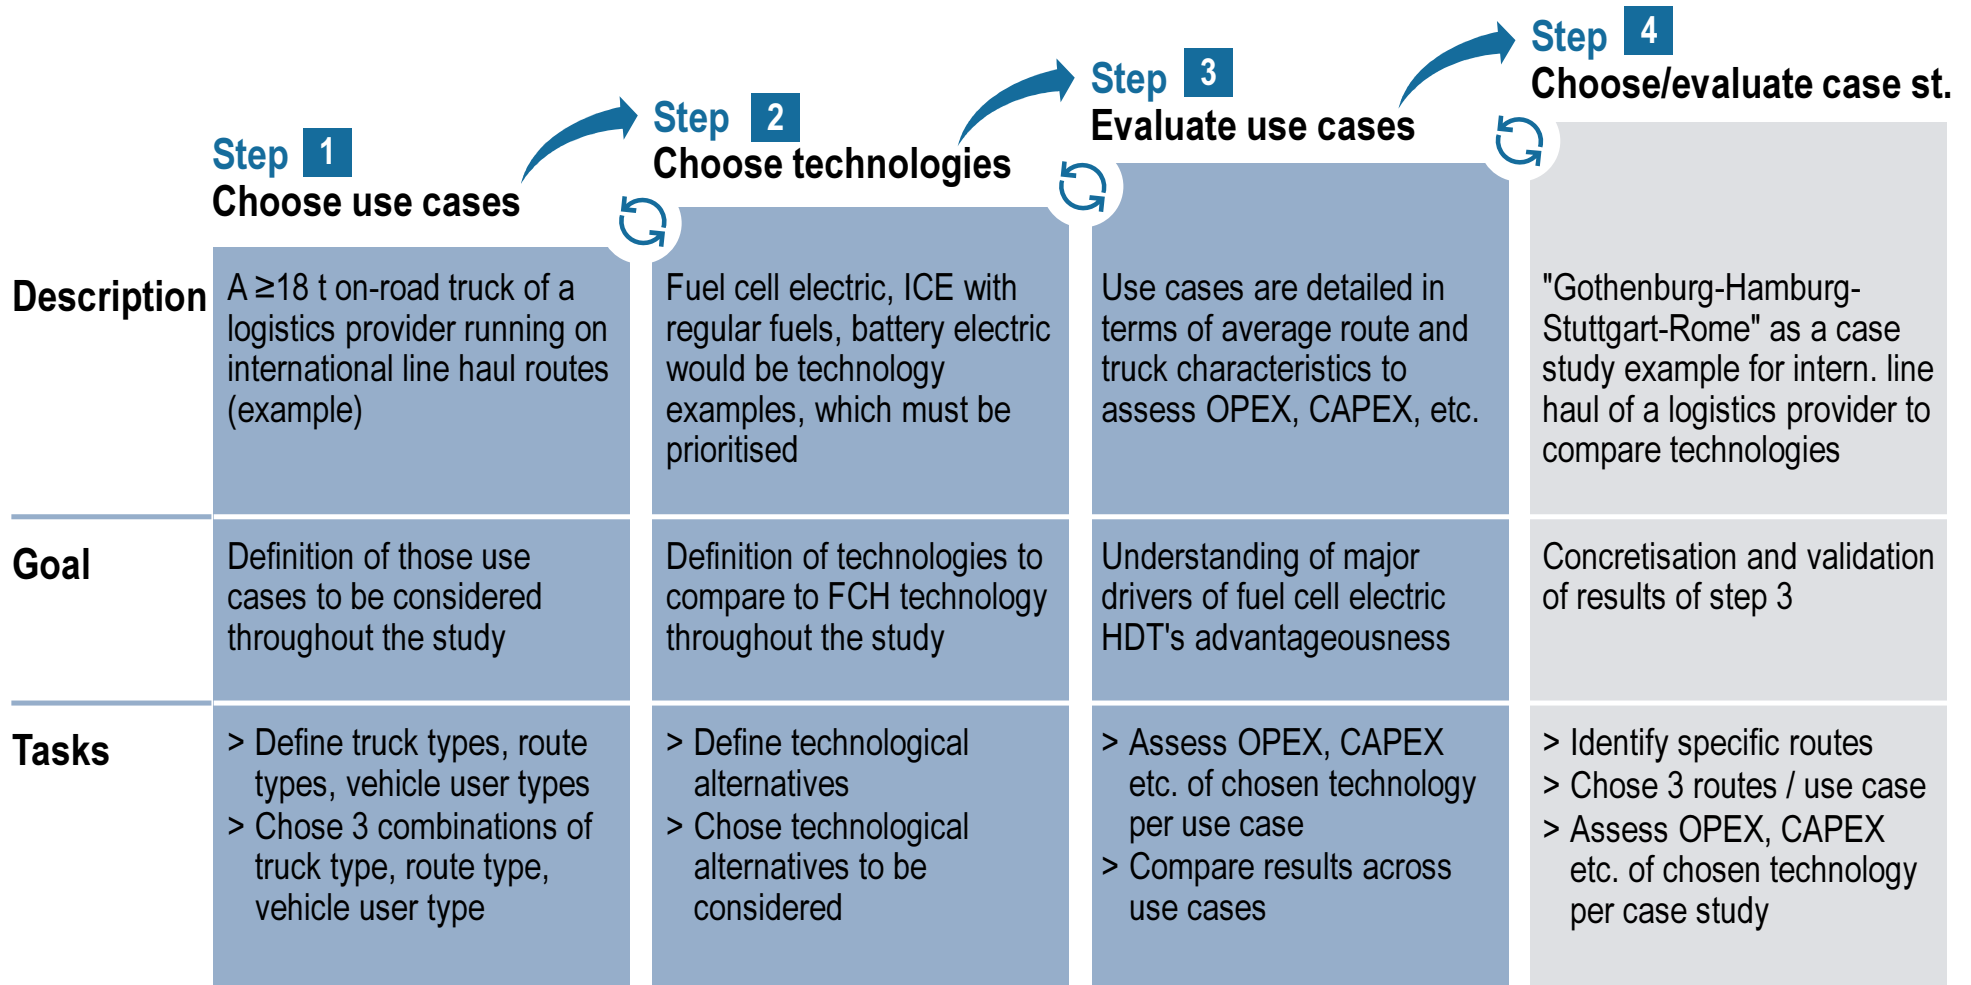 Step 1
Choose use cases
Step 2
Choose technologies
Step 3
Evaluate use cases
Step 4
Choose/evaluate case st.
Description
A ≥18 t on-road truck of a
logistics provider running on
international line haul routes
(example)
Fuel cell electric, ICE with
regular fuels, battery electric
would be technology
examples, which must be
prioritised
Use cases are detailed in
terms of average route and
truck characteristics to
assess OPEX, CAPEX, etc.
"Gothenburg-Hamburg-
Stuttgart-Rome" as a case
study example for intern. line
haul of a logistics provider to
compare technologies
Goal
Definition of those use
cases to be considered
throughout the study
Definition of technologies to
compare to FCH technology
throughout the study
Understanding of major
drivers of fuel cell electric
HDT's advantageousness
Concretisation and validation
of results of step 3
Tasks
> Define truck types, route
types, vehicle user types
> Chose 3 combinations of
truck type, route type,
vehicle user type
> Define technological
alternatives
> Chose technological
alternatives to be
considered
> Assess OPEX, CAPEX
etc. of chosen technology
per use case
> Compare results across
use cases
> Identify specific routes
> Chose 3 routes / use case
> Assess OPEX, CAPEX
etc. of chosen technology
per case study